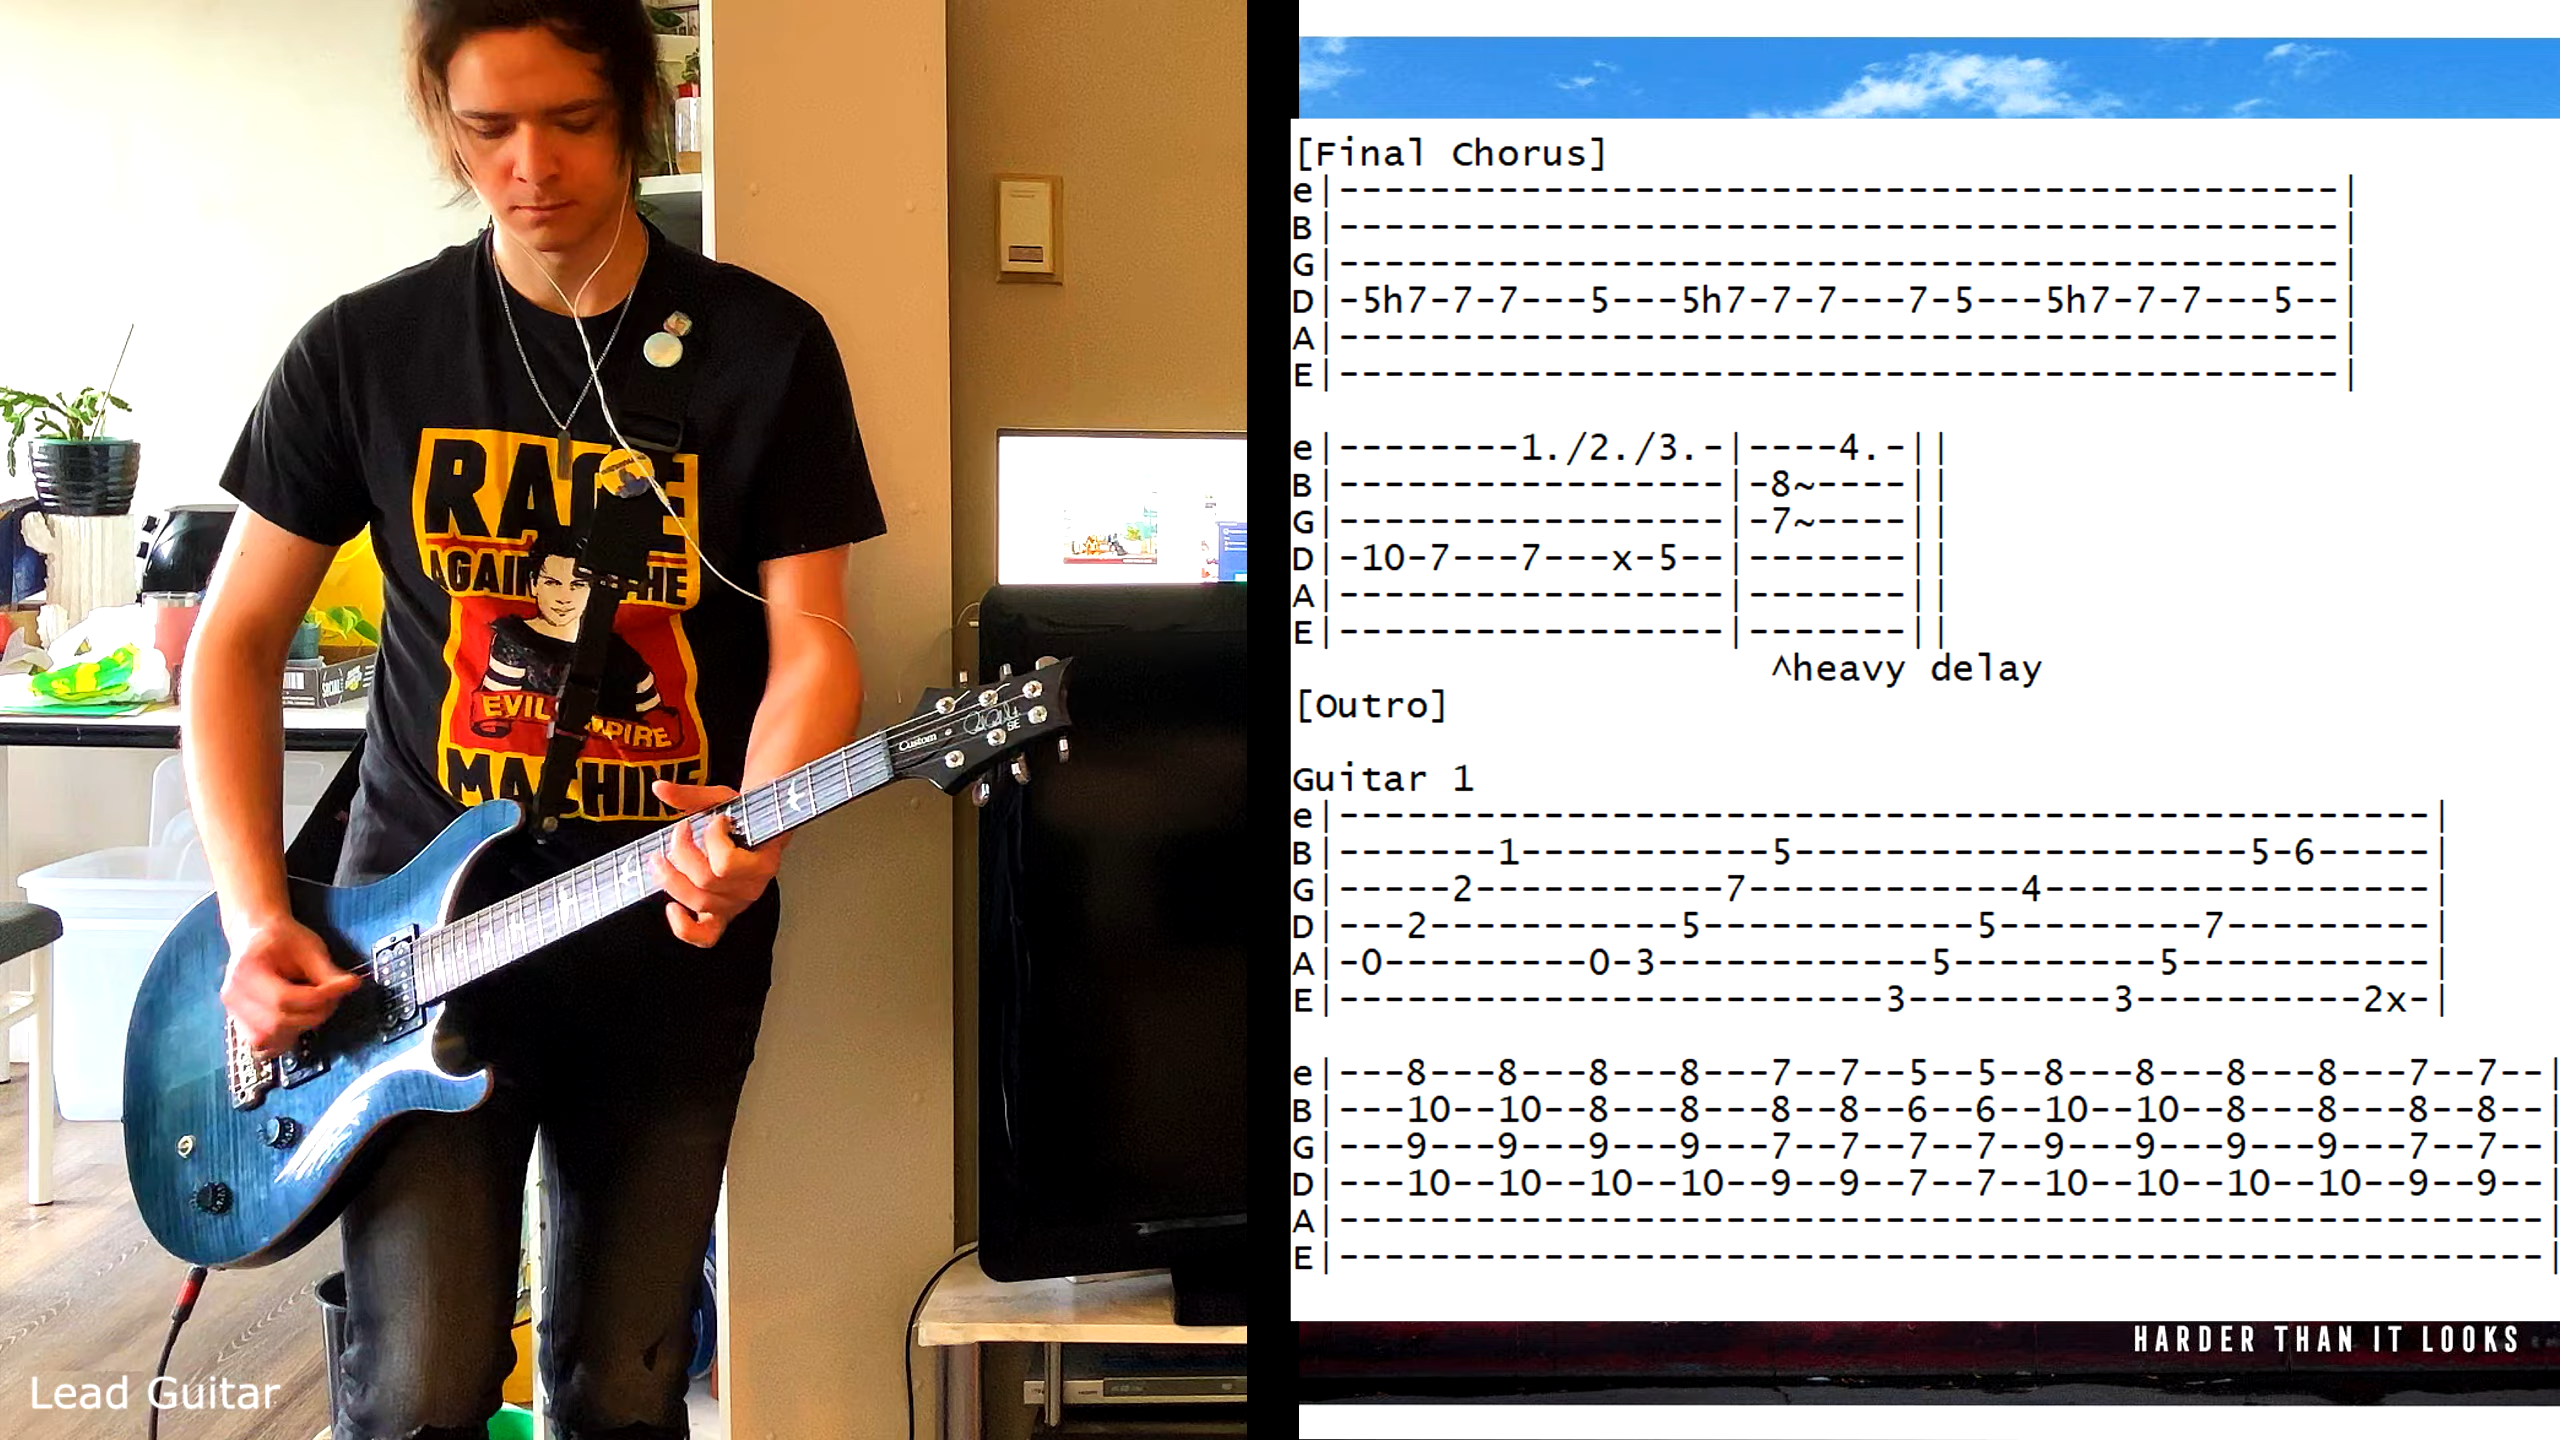 RAGE
AGAINST THE
EVIL EMPIRE
MACHINE
Custom
SE
Lead Guitar
[Final Chorus]
e|--------------------------------------------|
B|--------------------------------------------|
G|--------------------------------------------|
D|-5h7-7-7---5---5h7-7-7---7-5---5h7-7-7---5--|
A|--------------------------------------------|
E|--------------------------------------------|
e|--------1./2./3.-|----4.-||
B|-----------------|-8~----||
G|-----------------|-7~----||
D|-10-7---7---x-5--|-------||
A|-----------------|-------||
E|-----------------|-------||
^heavy delay
[Outro]
Guitar 1
e|------------------------------------------------|
B|-------1-----------5--------------------5-6-----|
G|-----2-----------7------------4-----------------|
D|---2-----------5------------5---------7---------|
A|-0---------0-3------------5---------5-----------|
E|------------------------3---------3----------2x-|
e|---8---8---8---8---7--7--5--5--8---8---8---8---7--7--|
B|---10--10--8---8---8--8--6--6--10--10--8---8---8--8--|
G|---9---9---9---9---7--7--7--7--9---9---9---9---7--7--|
D|---10--10--10--10--9--9--7--7--10--10--10--10--9--9--|
A|-----------------------------------------------------|
E|-----------------------------------------------------|
HARDER THAN IT LOOKS